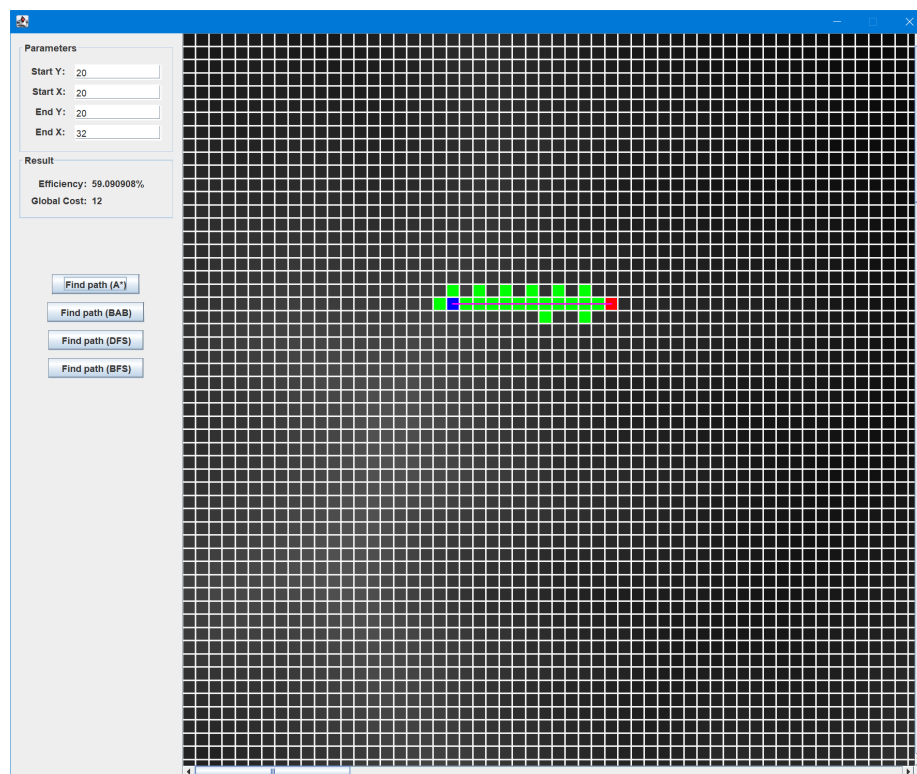 Parameters
Start Y: 20
Start X: 20
End Y: 20
End X: 32
Result
Efficiency: 59.090908%
Global Cost: 12
Find path (A*)
Find path (BAB)
Find path (DFS)
Find path (BFS)